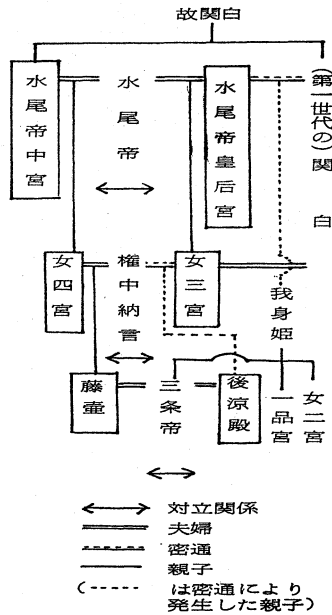 故関白
水尾帝中宮
水尾帝
水尾帝皇后宮
(第一世代の)関白
女四宮
権中納言
女三宮
我身姫
藤壷
三条帝
後涼殿
一品宮
女二宮
対立関係
夫婦
密通
親子
(-----は密通により
発生した親子)